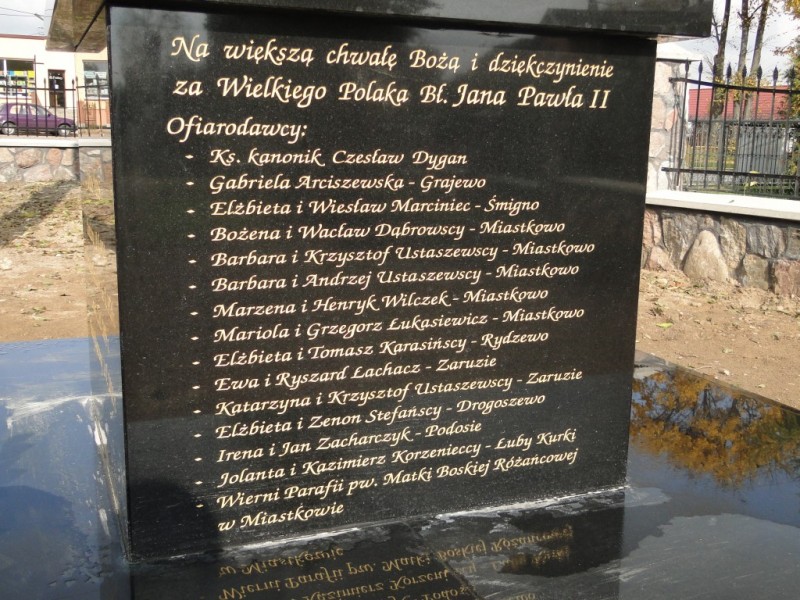 Na większą chwałę Bożą i dziękczynienie
za Wielkiego Polaka Bł. Jana Pawła II
Ofiarodawcy:
- Ks. kanonik Czesław Dygan
- Gabriela Arciszewska - Grajewo
- Elżbieta i Wiesław Marciniec - Śmigno
- Bożena i Wacław Dąbrowscy - Miastkowo
- Barbara i Krzysztof Ustaszewscy - Miastkowo
- Barbara i Andrzej Ustaszewscy - Miastkowo
- Marzena i Henryk Wilczek - Miastkowo
- Mariola i Grzegorz Łukasiewicz - Miastkowo
- Elżbieta i Tomasz Karasińscy - Rydzewo
- Ewa i Ryszard Łachacz - Zaruzie
- Katarzyna i Krzysztof Ustaszewscy - Zaruzie
- Elżbieta i Zenon Stefańscy - Drogoszewo
- Irena i Jan Zacharczyk - Podosie
- Jolanta i Kazimierz Korzenieccy - Łuby Kurki
- Wierni Parafii pw. Matki Boskiej Różańcowej
w Miastkowie